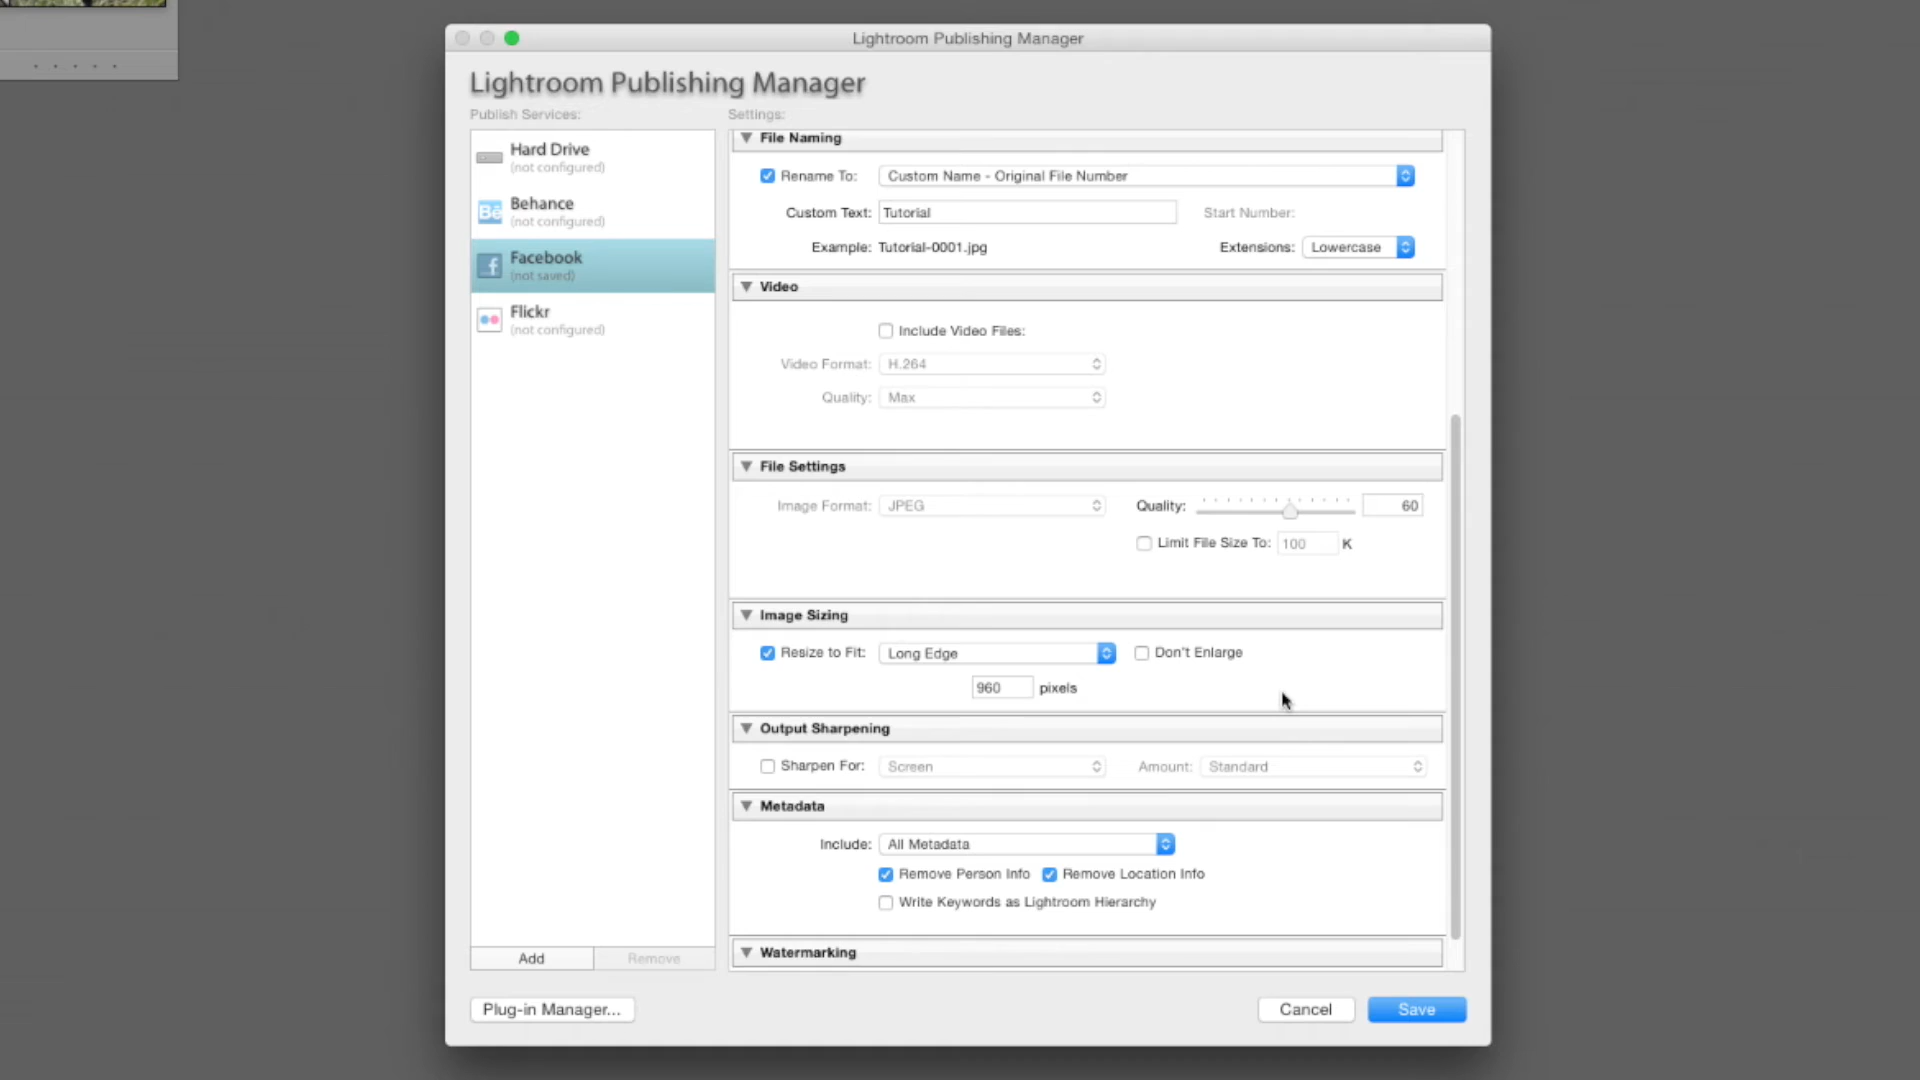 Lightroom Publishing Manager
Lightroom Publishing Manager
Publish Services:
Settings:
Hard Drive
(not configured)
Behance
(not configured)
Facebook
(not saved)
Flickr
(not configured)
Add
Remove
File Naming
Rename To: Custom Name - Original File Number
Custom Text: Tutorial Start Number:
Example: Tutorial-0001.jpg Extensions: Lowercase
Video
Include Video Files:
Video Format: H.264
Quality: Max
File Settings
Image Format: JPEG Quality: 60
Limit File Size To: 100 K
Image Sizing
Resize to Fit: Long Edge Don't Enlarge
960 pixels
Output Sharpening
Sharpen For: Screen Amount: Standard
Metadata
Include: All Metadata
Remove Person Info Remove Location Info
Write Keywords as Lightroom Hierarchy
Watermarking
Plug-in Manager... Cancel Save